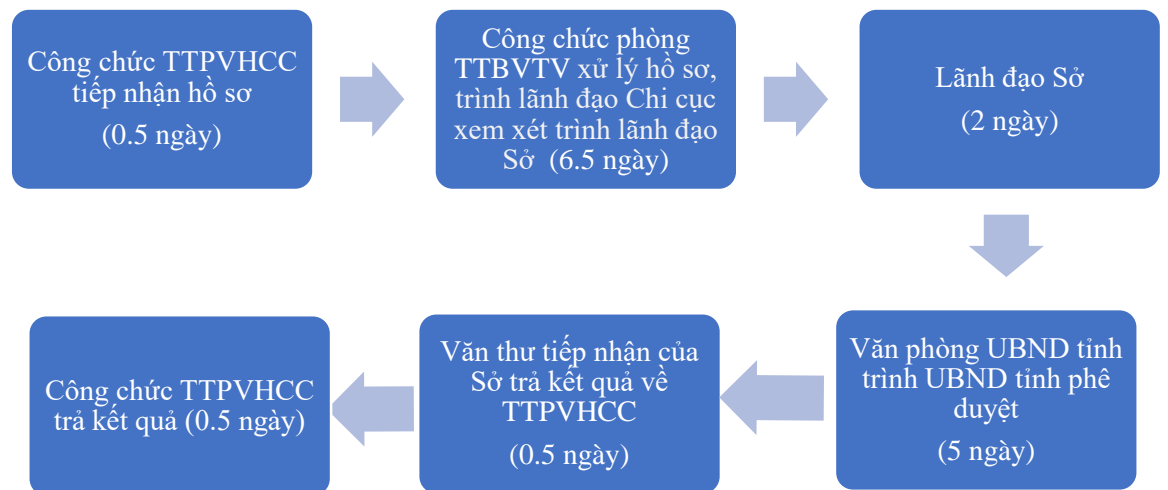 Công chức TTPVHCC
tiếp nhận hồ sơ
(0.5 ngày)
Công chức phòng
TTBVTV xử lý hồ sơ,
trình lãnh đạo Chi cục
xem xét trình lãnh đạo
Sở (6.5 ngày)
Lãnh đạo Sở
(2 ngày)
Văn phòng UBND tỉnh
trình UBND tỉnh phê
duyệt
(5 ngày)
Văn thư tiếp nhận của
Sở trả kết quả về
TTPVHCC
(0.5 ngày)
Công chức TTPVHCC
trả kết quả (0.5 ngày)